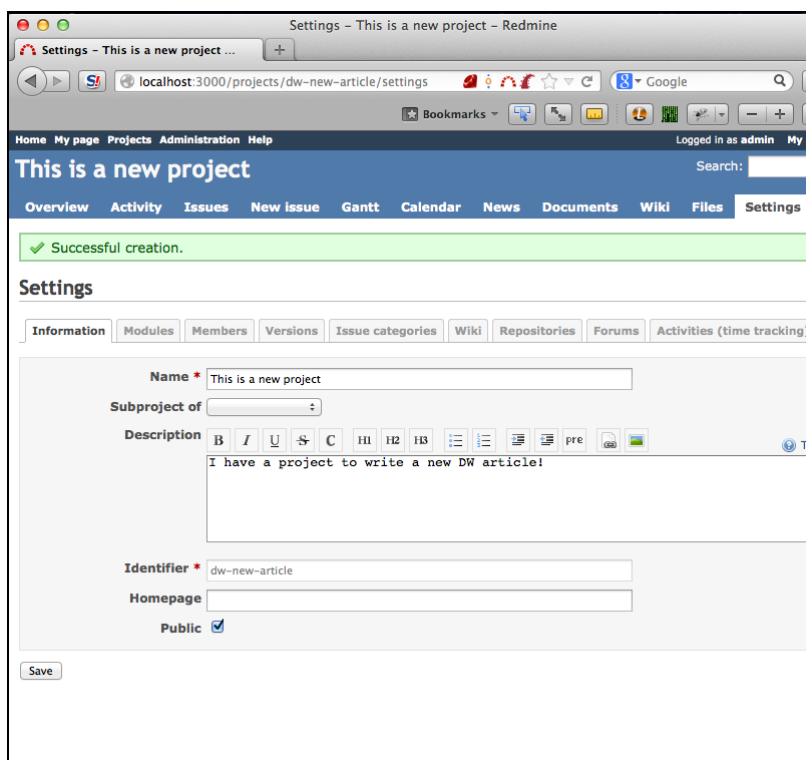 Settings – This is a new project – Redmine
Settings – This is a new project ... +
S! localhost:3000/projects/dw-new-article/settings 8 Google
Bookmarks
Home My page Projects Administration Help Logged in as admin My
This is a new project Search:
Overview Activity Issues New issue Gantt Calendar News Documents Wiki Files Settings
Successful creation.
Settings
Information Modules Members Versions Issue categories Wiki Repositories Forums Activities (time tracking)
Name * This is a new project
Subproject of
Description B I U S C H1 H2 H3 pre T
I have a project to write a new DW article!
Identifier * dw-new-article
Homepage
Public
Save